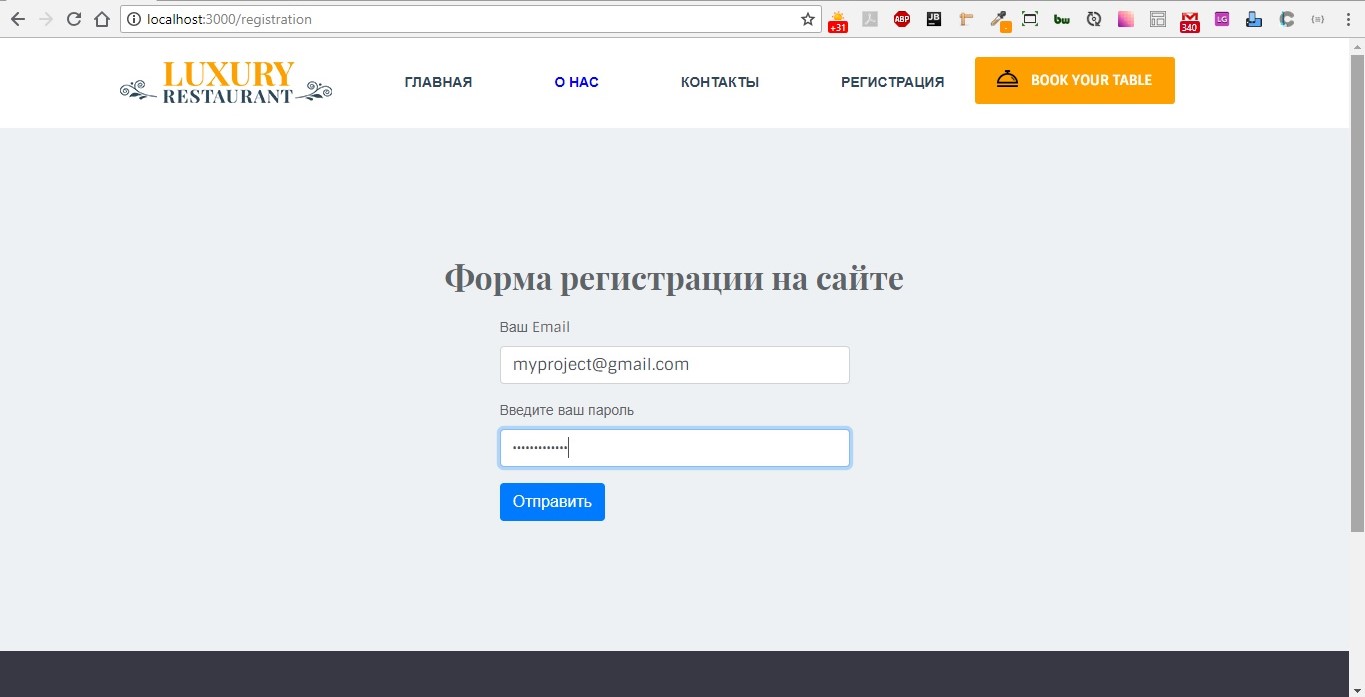 localhost:3000/registration
+31
ABP
JB
bw
340
LG
LUXURY
RESTAURANT
ГЛАВНАЯ
О НАС
КОНТАКТЫ
РЕГИСТРАЦИЯ
BOOK YOUR TABLE
Форма регистрации на сайте
Ваш Email
myproject@gmail.com
Введите ваш пароль
•••••••••••••
Отправить